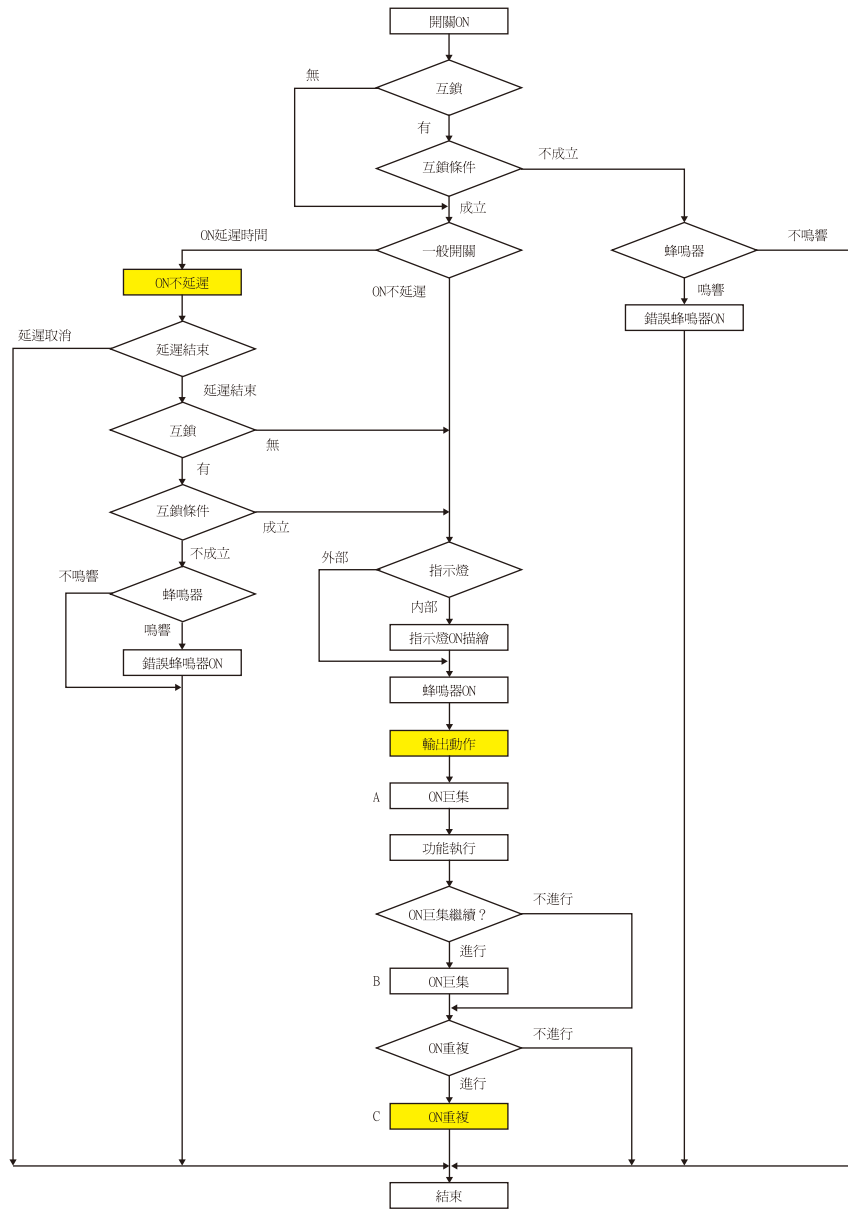 開關ON
無
互鎖
有
互鎖條件
不成立
成立
ON延遲時間
一般開關
蜂鳴器
不鳴響
ON不延遲
ON不延遲
鳴響
錯誤蜂鳴器ON
延遲取消
延遲結束
延遲結束
互鎖
無
有
互鎖條件
成立
不成立
外部
指示燈
不鳴響
蜂鳴器
內部
鳴響
指示燈ON描繪
錯誤蜂鳴器ON
蜂鳴器ON
輸出動作
A
ON巨集
功能執行
ON巨集繼續?
不進行
進行
B
ON巨集
ON重複
不進行
進行
C
ON重複
結束